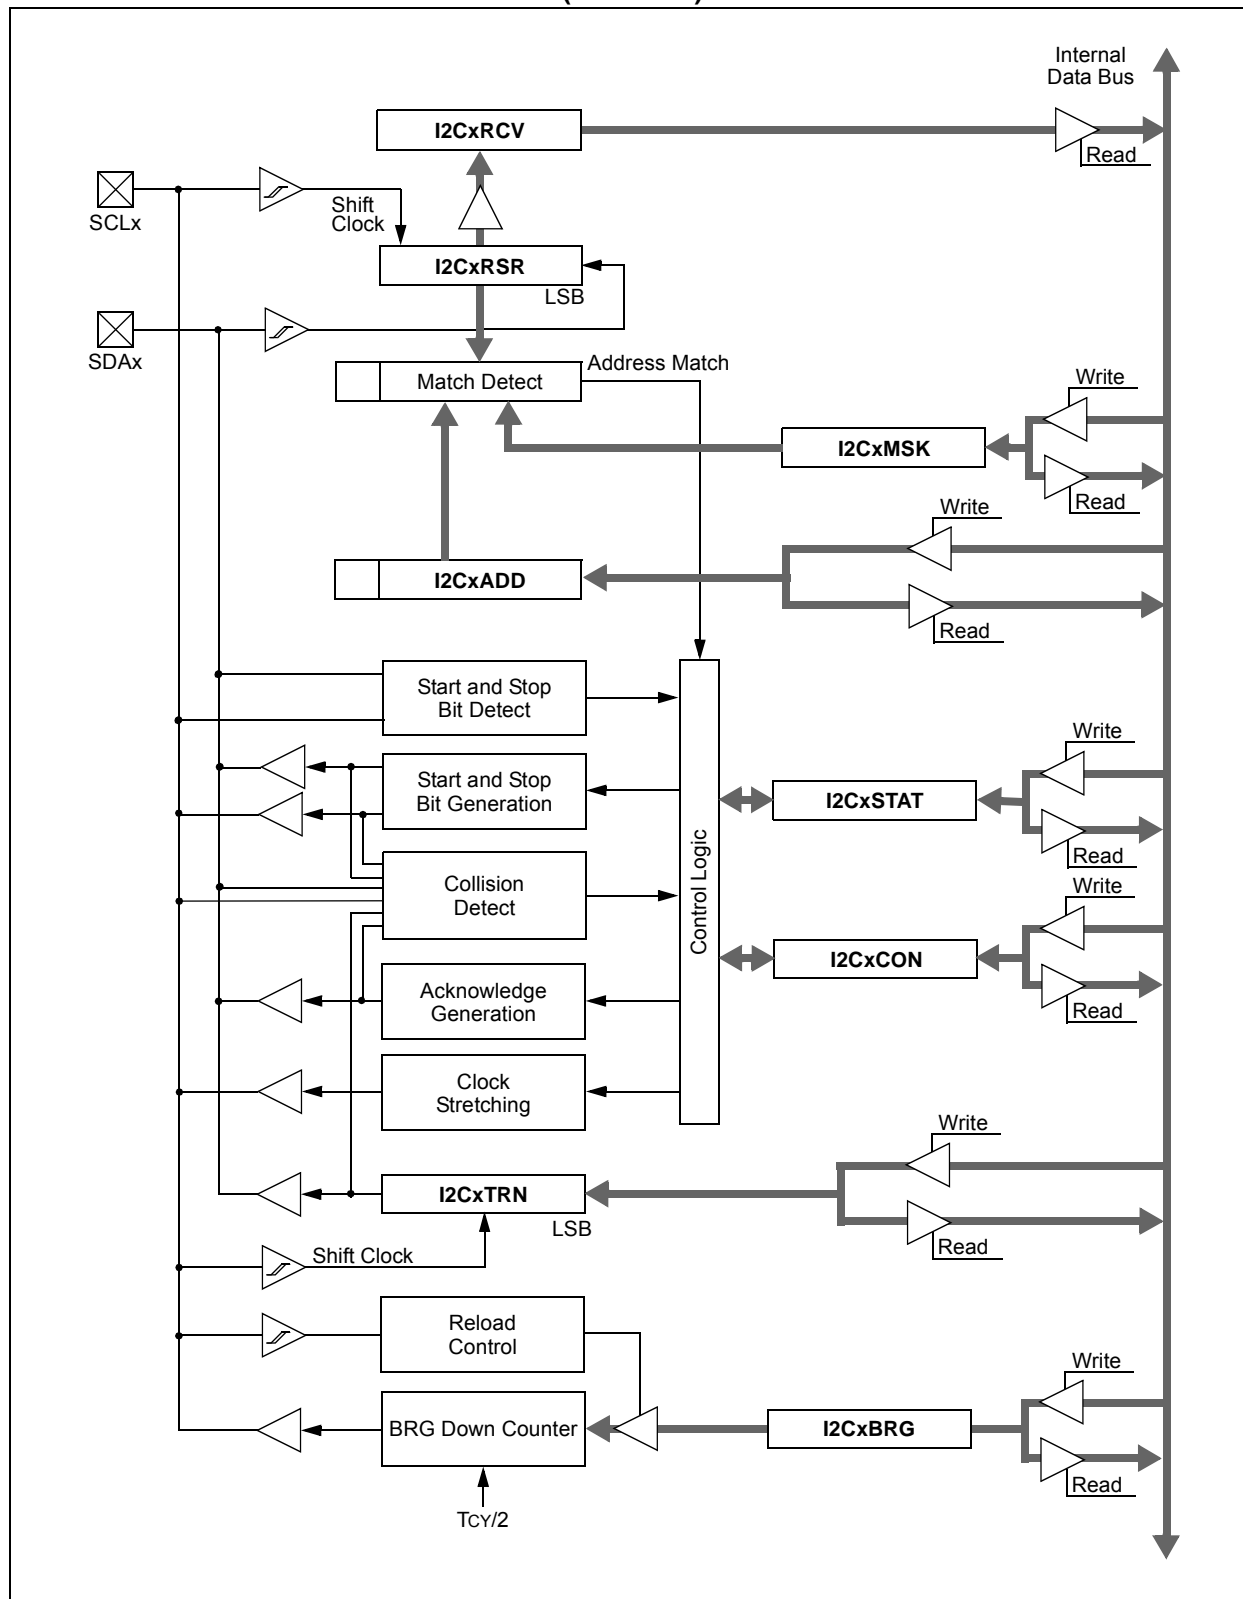 Internal
Data Bus
I2CxRCV
Read
SCLx
Shift
Clock
I2CxRSR
LSB
SDAx
Address Match
Match Detect
Write
I2CxMSK
Read
Write
I2CxADD
Read
Start and Stop
Bit Detect
Write
Start and Stop
Bit Generation
I2CxSTAT
Read
Control Logic
Collision
Detect
Write
I2CxCON
Acknowledge
Generation
Read
Clock
Stretching
Write
I2CxTRN
LSB
Read
Shift Clock
Reload
Control
Write
BRG Down Counter
I2CxBRG
Read
TCY/2